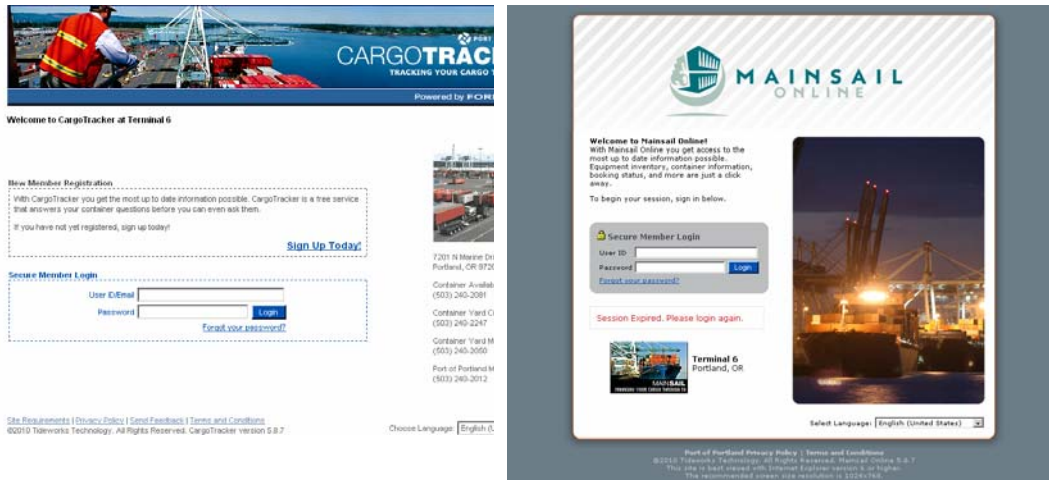 CARGOTRAC
TRACKING YOUR CARGO T
Powered by FOR
Welcome to CargoTracker at Terminal 6
New Member Registration
With CargoTracker you get the most up to date information possible. CargoTracker is a free service
that answers your container questions before you can even ask them.
If you have not yet registered, sign up today!
Sign Up Today!
Secure Member Login
User ID/Email
Password
Login
Forgot your password?
7201 N Marine Dri
Portland, OR 9720
Container Availab
(503) 240-2081
Container Yard C
(503) 240-2247
Container Yard M
(503) 240-2050
Port of Portland M
(503) 240-2012
Site Requirements | Privacy Policy | Send Feedback | Terms and Conditions
©2010 Tideworks Technology. All Rights Reserved. CargoTracker version 5.8.7
Choose Language: English (U
MAINSAIL
ONLINE
Welcome to Mainsail Online!
With Mainsail Online you get access to the
most up to date information possible.
Equipment inventory, container information,
booking status, and more are just a click
away.
To begin your session, sign in below.
Secure Member Login
User ID
Password
Login
Forgot your password?
Session Expired. Please login again.
MAINSAIL
Terminal 6
Portland, OR
Select Language: English (United States)
Port of Portland Privacy Policy | Terms and Conditions
©2010 Tideworks Technology. All Rights Reserved. Mainsail Online 5.8.7
This site is best viewed with Internet Explorer version 6 or higher.
The recommended screen size resolution is 1024x768.